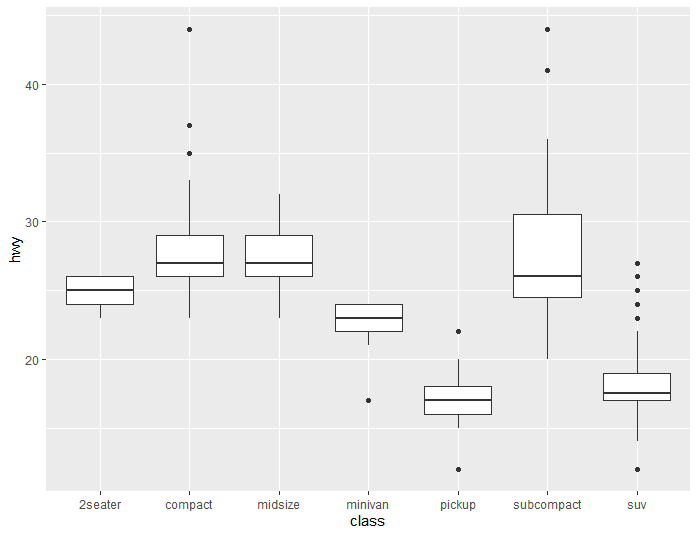 hwy
40
30
20
2seater compact midsize minivan pickup subcompact suv
class